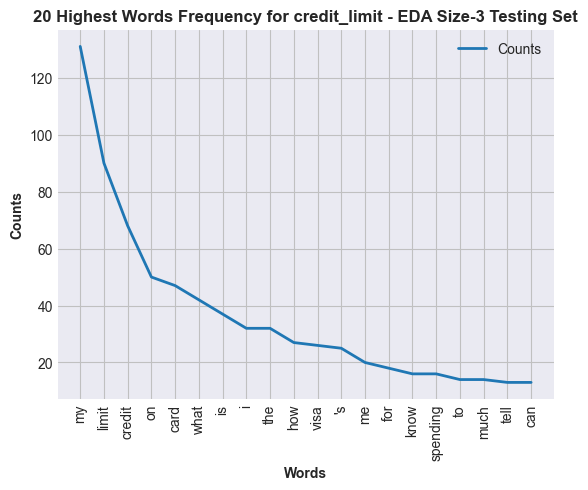 20 Highest Words Frequency for credit_limit - EDA Size-3 Testing Set
Counts
120
100
80
60
40
20
Counts
my
limit
credit
on
card
what
is
i
the
how
visa
's
me
for
know
spending
to
much
tell
can
Words